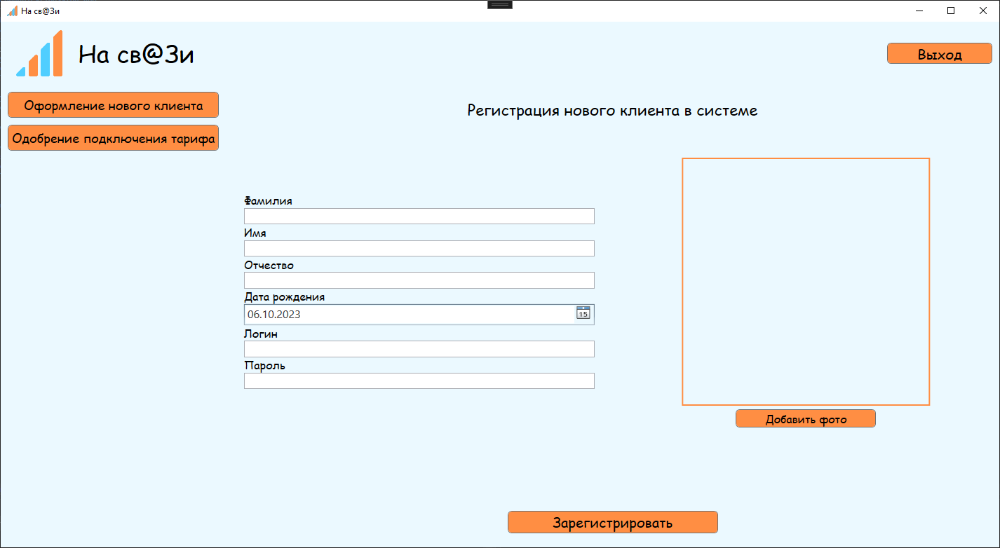 На св@Зи
На св@Зи
Выход
Оформление нового клиента
Одобрение подключения тарифа
Регистрация нового клиента в системе
Фамилия
Имя
Отчество
Дата рождения
06.10.2023
15
Логин
Пароль
Добавить фото
Зарегистрировать